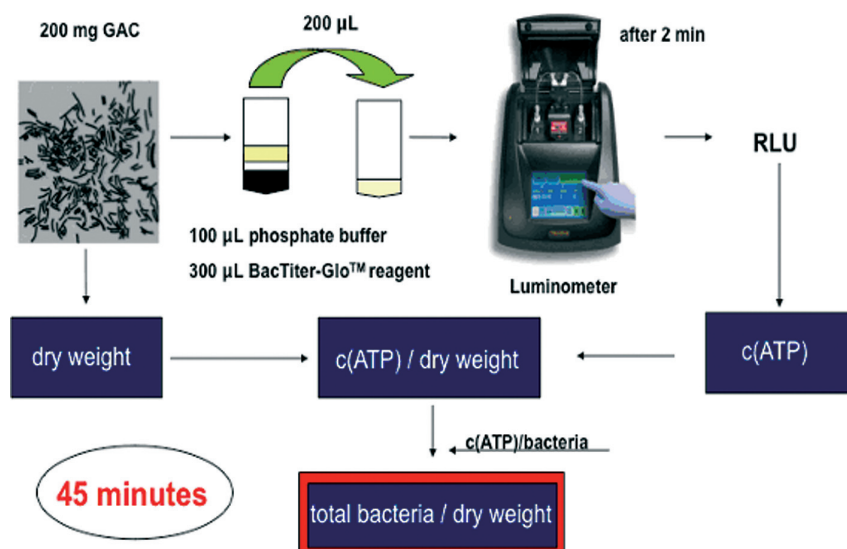 200 mg GAC
200 µL
after 2 min
RLU
100 µL phosphate buffer
300 µL BacTiter-Glo™ reagent
Luminometer
dry weight
c(ATP) / dry weight
c(ATP)
c(ATP)/bacteria
45 minutes
total bacteria / dry weight